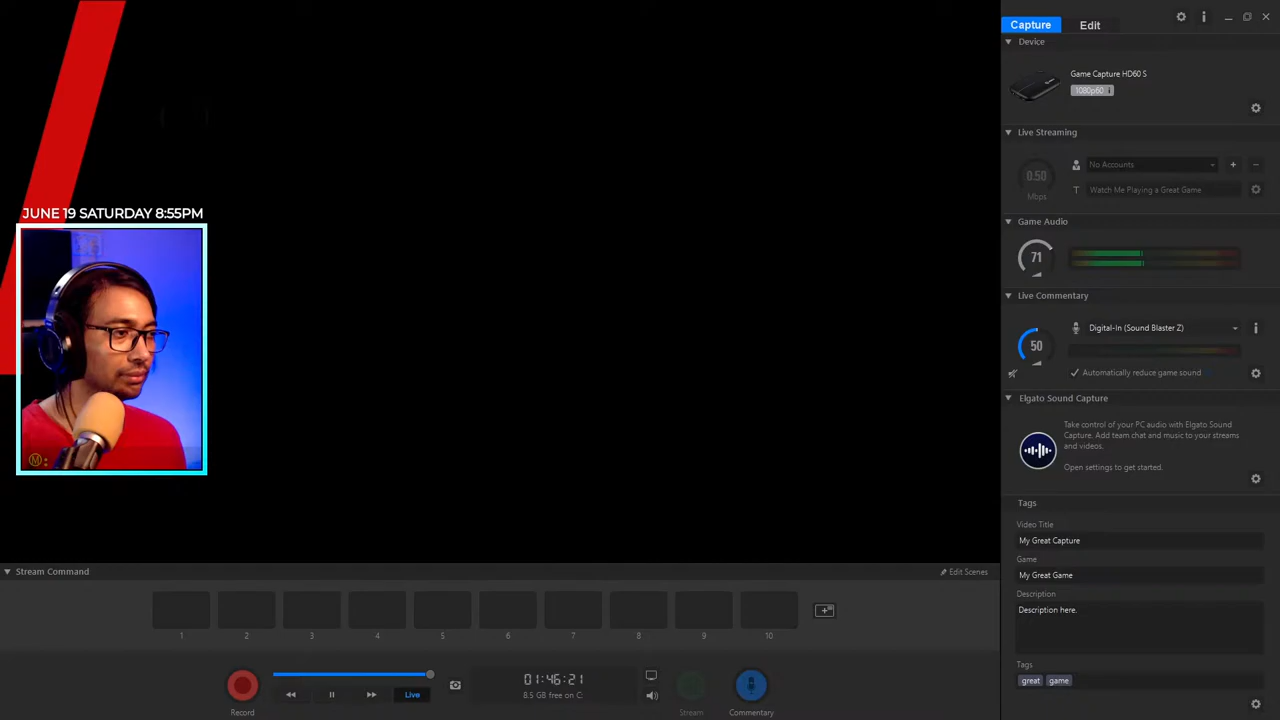 Capture
Edit
Device
Game Capture HD60 S
1080p60
Live Streaming
0.50
Mbps
No Accounts
Watch Me Playing a Great Game
Game Audio
71
Live Commentary
50
Digital-In (Sound Blaster Z)
Automatically reduce game sound
Elgato Sound Capture
Take control of your PC audio with Elgato Sound
Capture. Add team chat and music to your streams
and videos.
Open settings to get started.
Tags
Video Title
My Great Capture
Game
My Great Game
Description
Description here.
Tags
great game
JUNE 19 SATURDAY 8:55PM
M :
Stream Command
Edit Scenes
1 2 3 4 5 6 7 8 9 10
Record
Live
01:46:21
8.5 GB free on C:
Stream
Commentary